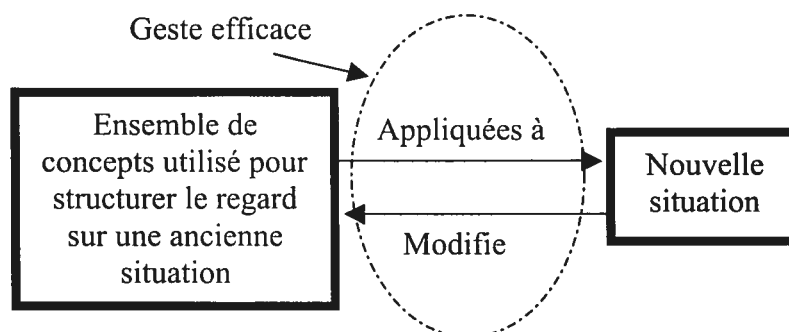 Geste efficace
Ensemble de
concepts utilisé pour
structurer le regard
sur une ancienne
situation
Appliquées à
Modifie
Nouvelle
situation